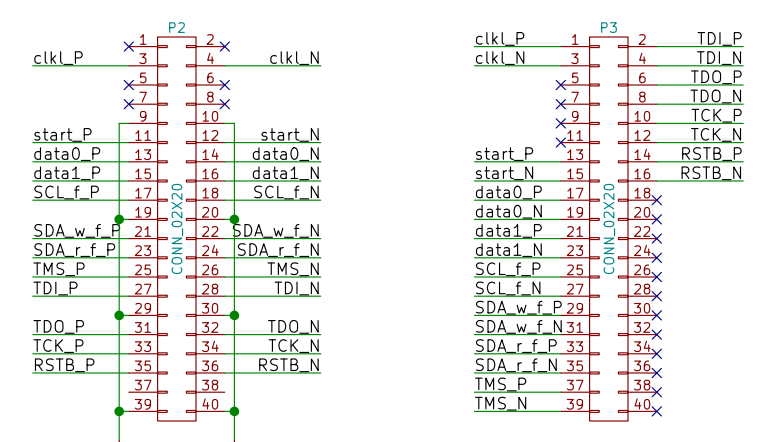 P2
1 2
clkl_P 3 4 clkl_N
5 6
7 8
9 10
start_P 11 12 start_N
data0_P 13 14 data0_N
data1_P 15 16 data1_N
SCL_f_P 17 18 SCL_f_N
19 20
SDA_w_f_P 21 22 SDA_w_f_N
SDA_r_f_P 23 24 SDA_r_f_N
TMS_P 25 26 TMS_N
TDI_P 27 28 TDI_N
29 30
TDO_P 31 32 TDO_N
TCK_P 33 34 TCK_N
RSTB_P 35 36 RSTB_N
37 38
39 40
CONN_02X20
P3
clkl_P 1 2 TDI_P
clkl_N 3 4 TDI_N
5 6 TDO_P
7 8 TDO_N
9 10 TCK_P
11 12 TCK_N
start_P 13 14 RSTB_P
start_N 15 16 RSTB_N
data0_P 17 18
data0_N 19 20
data1_P 21 22
data1_N 23 24
SCL_f_P 25 26
SCL_f_N 27 28
SDA_w_f_P 29 30
SDA_w_f_N 31 32
SDA_r_f_P 33 34
SDA_r_f_N 35 36
TMS_P 37 38
TMS_N 39 40
CONN_02X20